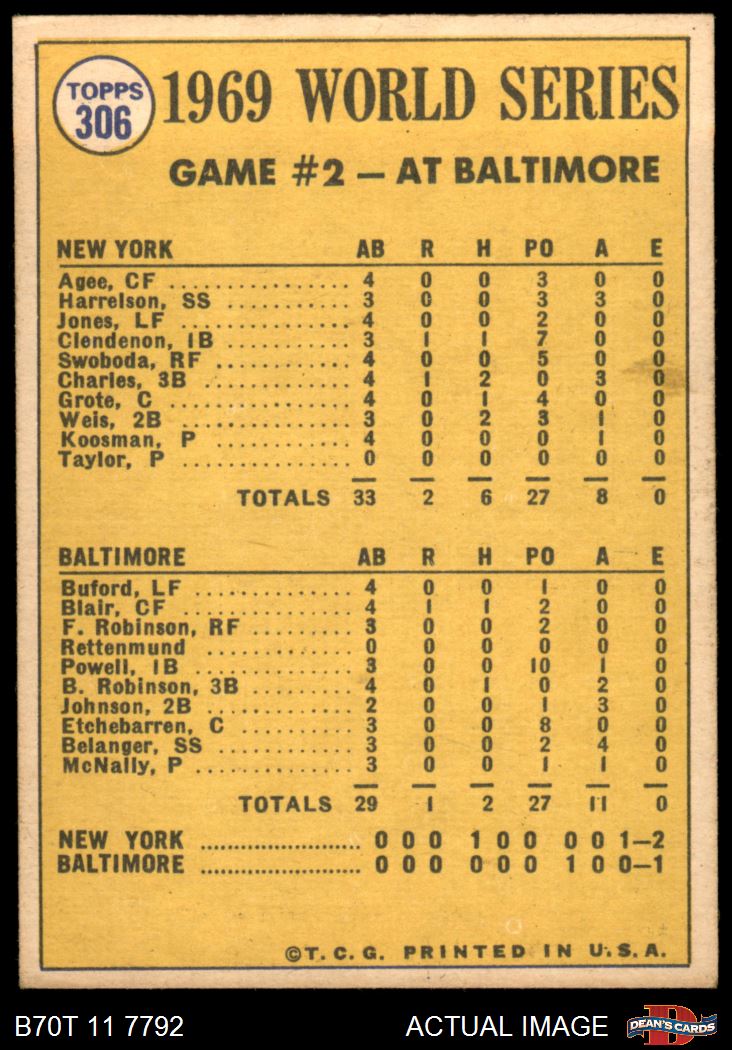 TOPPS
306
1969 WORLD SERIES
GAME #2 — AT BALTIMORE
NEW YORK AB R H PO A E
Agee, CF ................ 4 0 0 3 0 0
Harrelson, SS ........... 3 0 0 3 3 0
Jones, LF ............... 4 0 0 2 0 0
Clendenon, 1B ........... 3 1 1 7 0 0
Swoboda, RF ............ 4 0 0 5 0 0
Charles, 3B ............. 4 1 2 0 3 0
Grote, C ................ 4 0 1 4 0 0
Weis, 2B ............... 3 0 2 3 1 0
Koosman, P ............ 4 0 0 0 1 0
Taylor, P ............... 0 0 0 0 0 0
TOTALS 33 2 6 27 8 0
BALTIMORE AB R H PO A E
Buford, LF .............. 4 0 0 1 0 0
Blair, CF ............... 4 1 1 2 0 0
F. Robinson, RF ......... 3 0 0 2 0 0
Rettenmund ............. 0 0 0 0 0 0
Powell, 1B .............. 3 0 0 10 1 0
B. Robinson, 3B ......... 4 0 1 0 2 0
Johnson, 2B ............. 2 0 0 1 3 0
Etchebarren, C .......... 3 0 0 8 0 0
Belanger, SS ............ 3 0 0 2 4 0
McNally, P .............. 3 0 0 1 1 0
TOTALS 29 1 2 27 11 0
NEW YORK ........................ 0 0 0 1 0 0 0 0 1—2
BALTIMORE ........................ 0 0 0 0 0 0 1 0 0—1
©T.C.G. PRINTED IN U.S.A.
B70T 11 7792 ACTUAL IMAGE DEAN'S CARDS